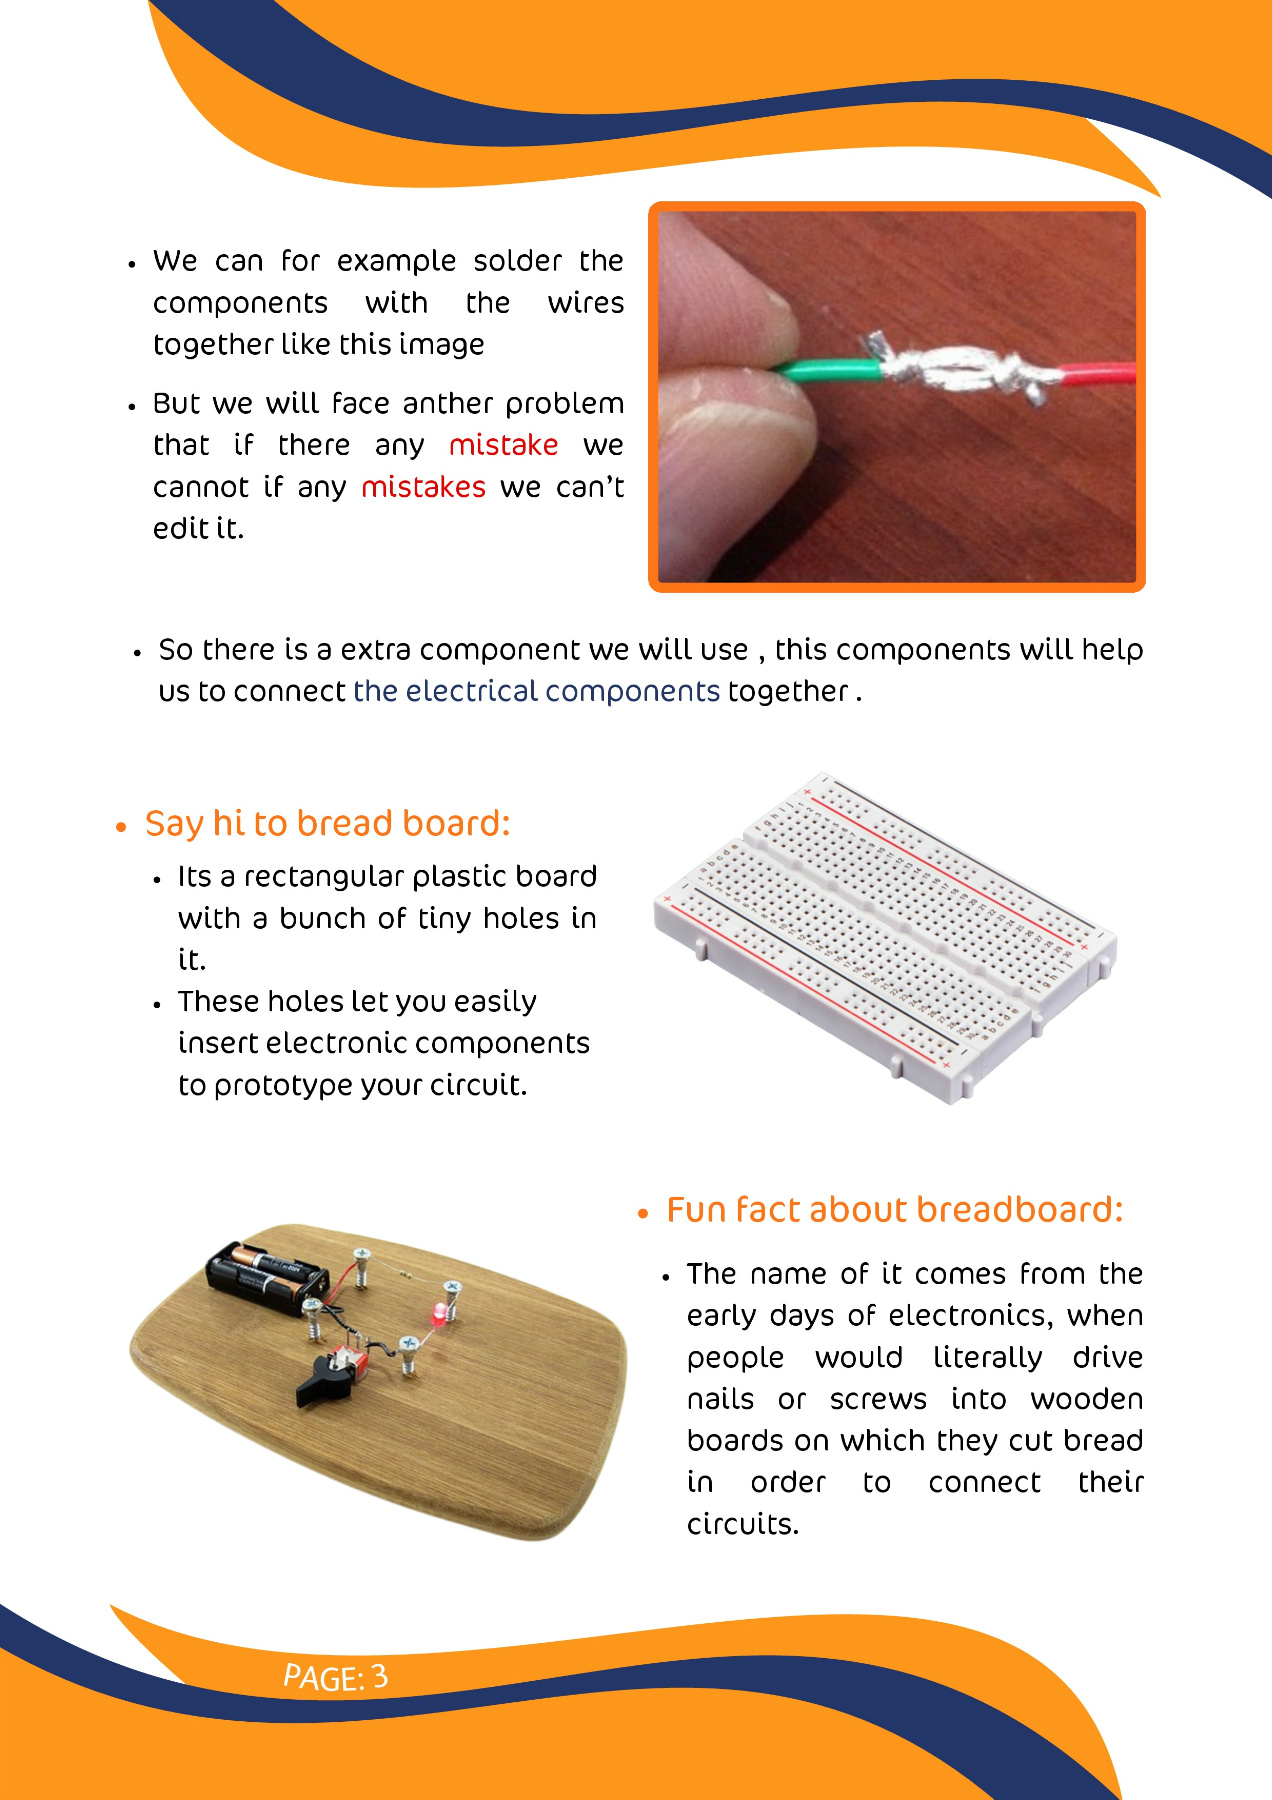 We can for example solder the
components with the wires
together like this image
But we will face anther problem
that if there any mistake we
cannot if any mistakes we can't
edit it.
So there is a extra component we will use , this components will help
us to connect the electrical components together .
Say hi to bread board:
Its a rectangular plastic board
with a bunch of tiny holes in
it.
These holes let you easily
insert electronic components
to prototype your circuit.
Fun fact about breadboard:
The name of it comes from the
early days of electronics, when
people would literally drive
nails or screws into wooden
boards on which they cut bread
in order to connect their
circuits.
PAGE: 3